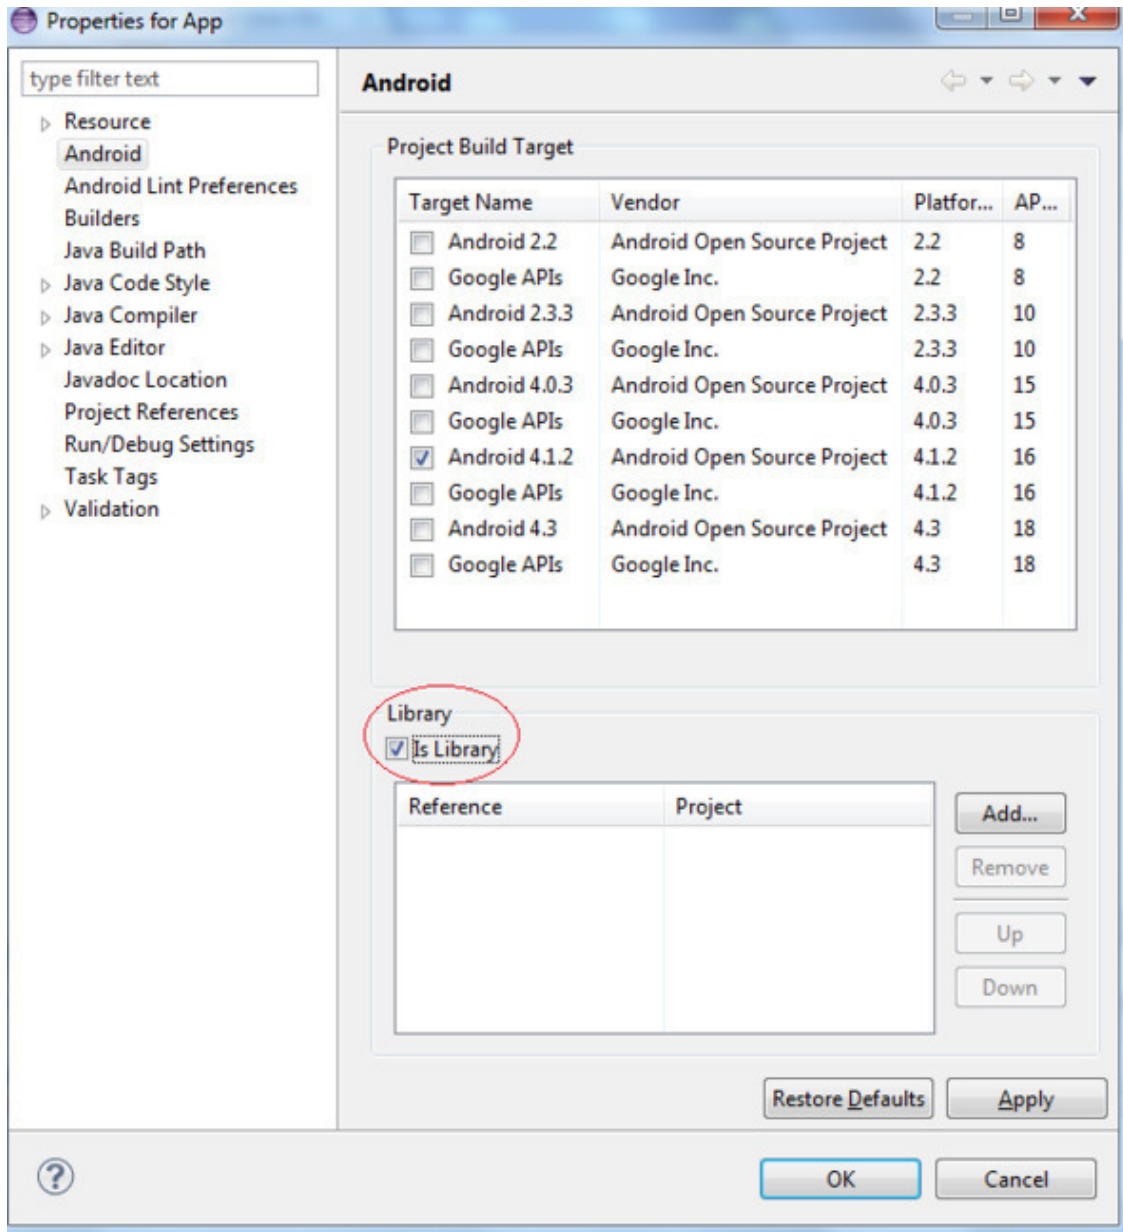 Properties for App
type filter text
Resource
Android
Android Lint Preferences
Builders
Java Build Path
Java Code Style
Java Compiler
Java Editor
Javadoc Location
Project References
Run/Debug Settings
Task Tags
Validation
Android
Project Build Target
Target Name Vendor Platfor... AP...
Android 2.2 Android Open Source Project 2.2 8
Google APIs Google Inc. 2.2 8
Android 2.3.3 Android Open Source Project 2.3.3 10
Google APIs Google Inc. 2.3.3 10
Android 4.0.3 Android Open Source Project 4.0.3 15
Google APIs Google Inc. 4.0.3 15
Android 4.1.2 Android Open Source Project 4.1.2 16
Google APIs Google Inc. 4.1.2 16
Android 4.3 Android Open Source Project 4.3 18
Google APIs Google Inc. 4.3 18
Library
Is Library
Reference Project
Add...
Remove
Up
Down
Restore Defaults Apply
? OK Cancel